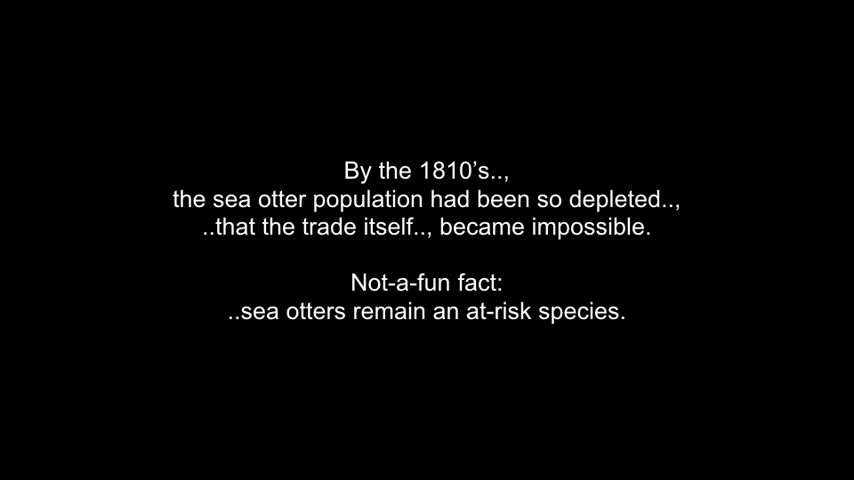 By the 1810’s..,
the sea otter population had been so depleted..,
..that the trade itself.., became impossible.
Not-a-fun fact:
..sea otters remain an at-risk species.